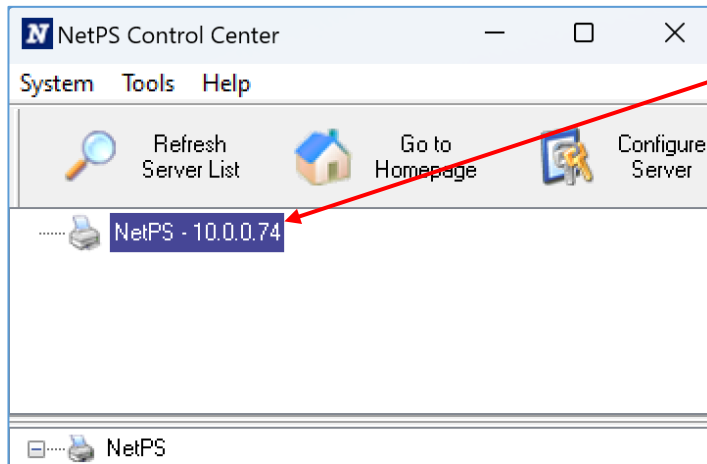 NetPS Control Center
System Tools Help
Refresh Server List
Go to Homepage
Configure Server
NetPS - 10.0.0.74
NetPS